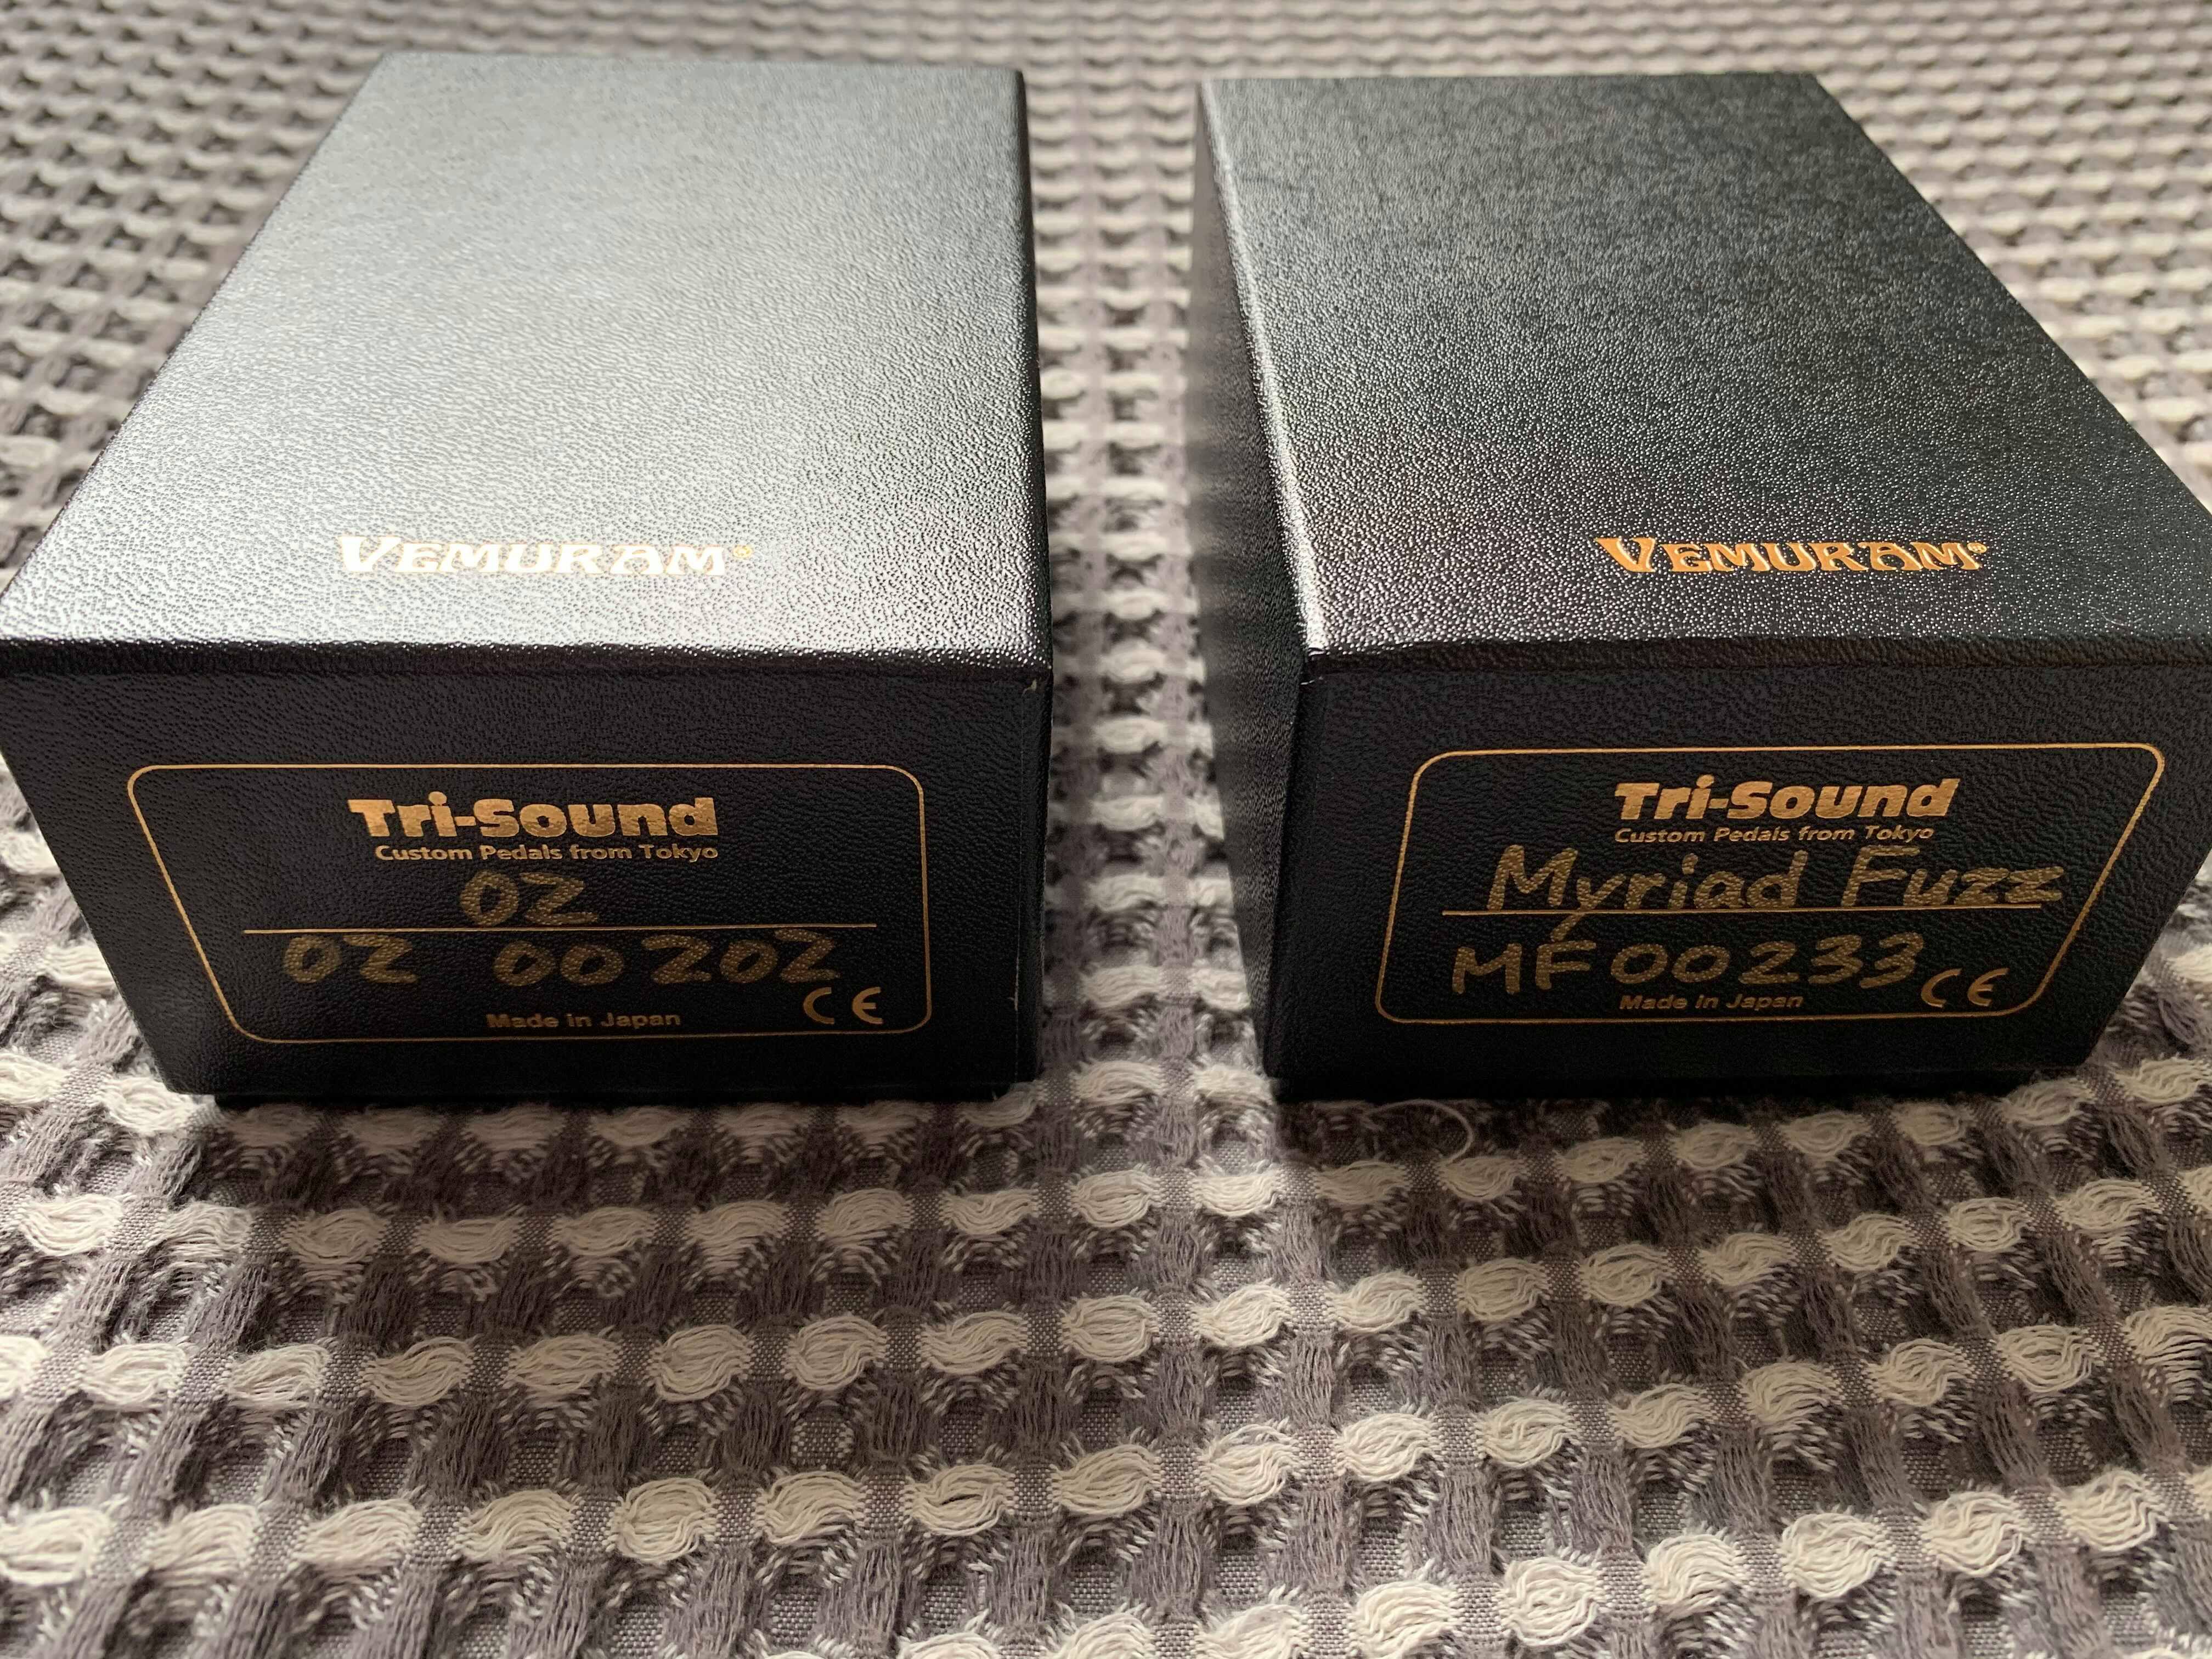 VEMURAM®
Tri-Sound
Custom Pedals from Tokyo
OZ
OZ 00202
Made in Japan
CE
VEMURAM®
Tri-Sound
Custom Pedals from Tokyo
Myriad Fuzz
MF00233
Made in Japan
CE